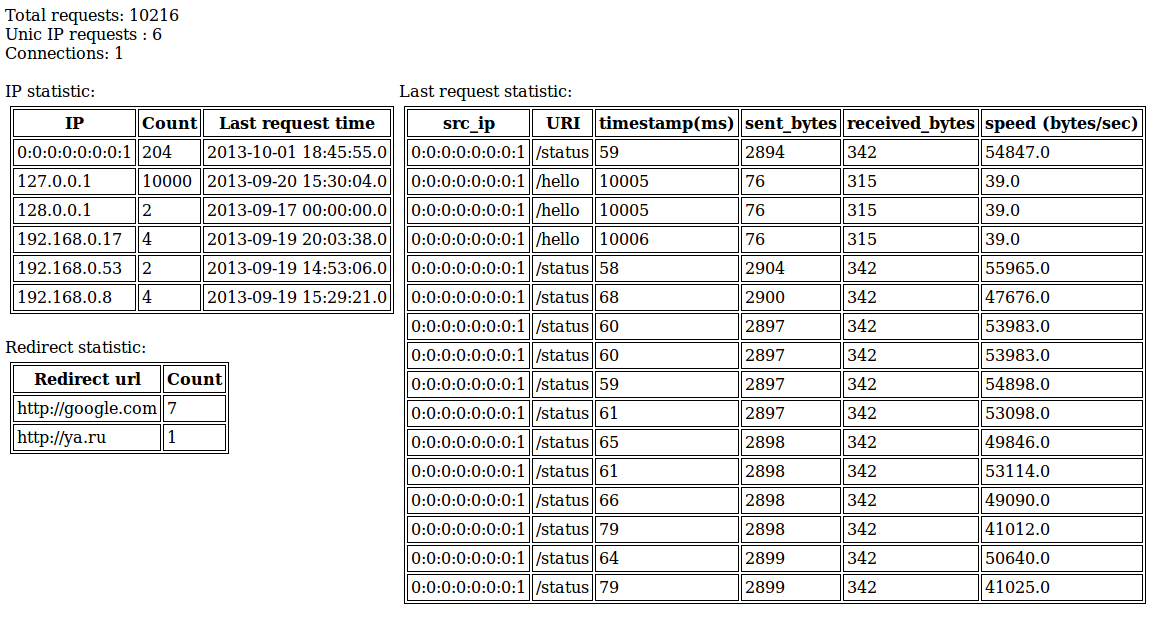 Total requests: 10216
Unic IP requests : 6
Connections: 1
IP statistic:
IP Count Last request time
0:0:0:0:0:0:0:1 204 2013-10-01 18:45:55.0
127.0.0.1 10000 2013-09-20 15:30:04.0
128.0.0.1 2 2013-09-17 00:00:00.0
192.168.0.17 4 2013-09-19 20:03:38.0
192.168.0.53 2 2013-09-19 14:53:06.0
192.168.0.8 4 2013-09-19 15:29:21.0
Redirect statistic:
Redirect url Count
http://google.com 7
http://ya.ru 1
Last request statistic:
src_ip URI timestamp(ms) sent_bytes received_bytes speed (bytes/sec)
0:0:0:0:0:0:0:1 /status 59 2894 342 54847.0
0:0:0:0:0:0:0:1 /hello 10005 76 315 39.0
0:0:0:0:0:0:0:1 /hello 10005 76 315 39.0
0:0:0:0:0:0:0:1 /hello 10006 76 315 39.0
0:0:0:0:0:0:0:1 /status 58 2904 342 55965.0
0:0:0:0:0:0:0:1 /status 68 2900 342 47676.0
0:0:0:0:0:0:0:1 /status 60 2897 342 53983.0
0:0:0:0:0:0:0:1 /status 60 2897 342 53983.0
0:0:0:0:0:0:0:1 /status 59 2897 342 54898.0
0:0:0:0:0:0:0:1 /status 61 2897 342 53098.0
0:0:0:0:0:0:0:1 /status 65 2898 342 49846.0
0:0:0:0:0:0:0:1 /status 61 2898 342 53114.0
0:0:0:0:0:0:0:1 /status 66 2898 342 49090.0
0:0:0:0:0:0:0:1 /status 79 2898 342 41012.0
0:0:0:0:0:0:0:1 /status 64 2899 342 50640.0
0:0:0:0:0:0:0:1 /status 79 2899 342 41025.0